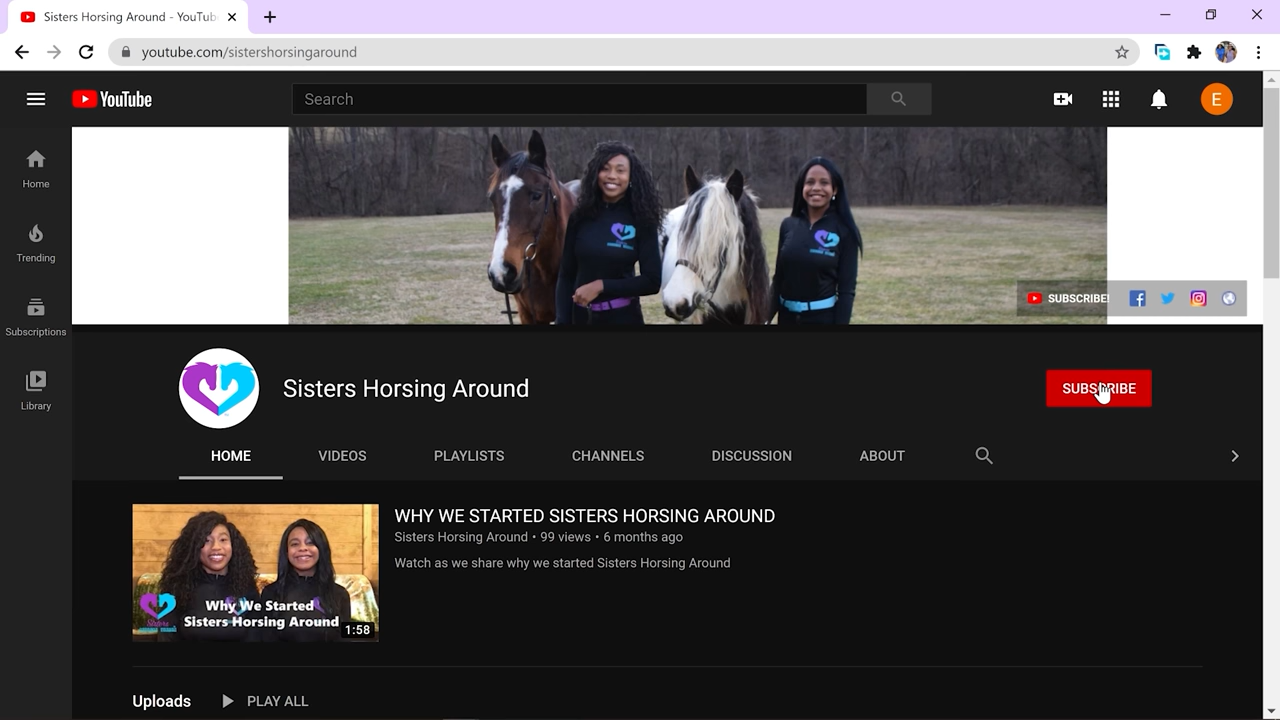 Sisters Horsing Around - YouTub
youtube.com/sistershorsingaround
YouTube
Search
E
Home
Trending
Subscriptions
Library
SUBSCRIBE!
Sisters Horsing Around
SUBSCRIBE
HOME VIDEOS PLAYLISTS CHANNELS DISCUSSION ABOUT
Why We Started
Sisters Horsing Around
1:58
WHY WE STARTED SISTERS HORSING AROUND
Sisters Horsing Around • 99 views • 6 months ago
Watch as we share why we started Sisters Horsing Around
Uploads PLAY ALL